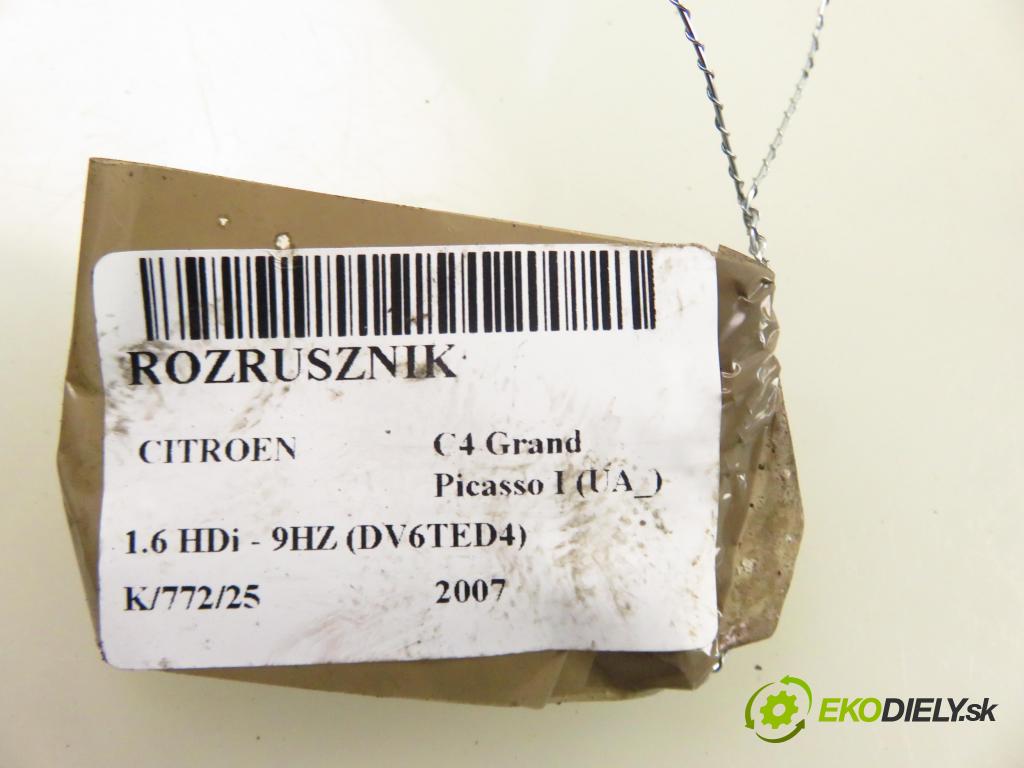 ROZRUSZNIK
CITROEN
C4 Grand
Picasso I (UA_)
1.6 HDi - 9HZ (DV6TED4)
K/772/25
2007
EKODIELY.sk